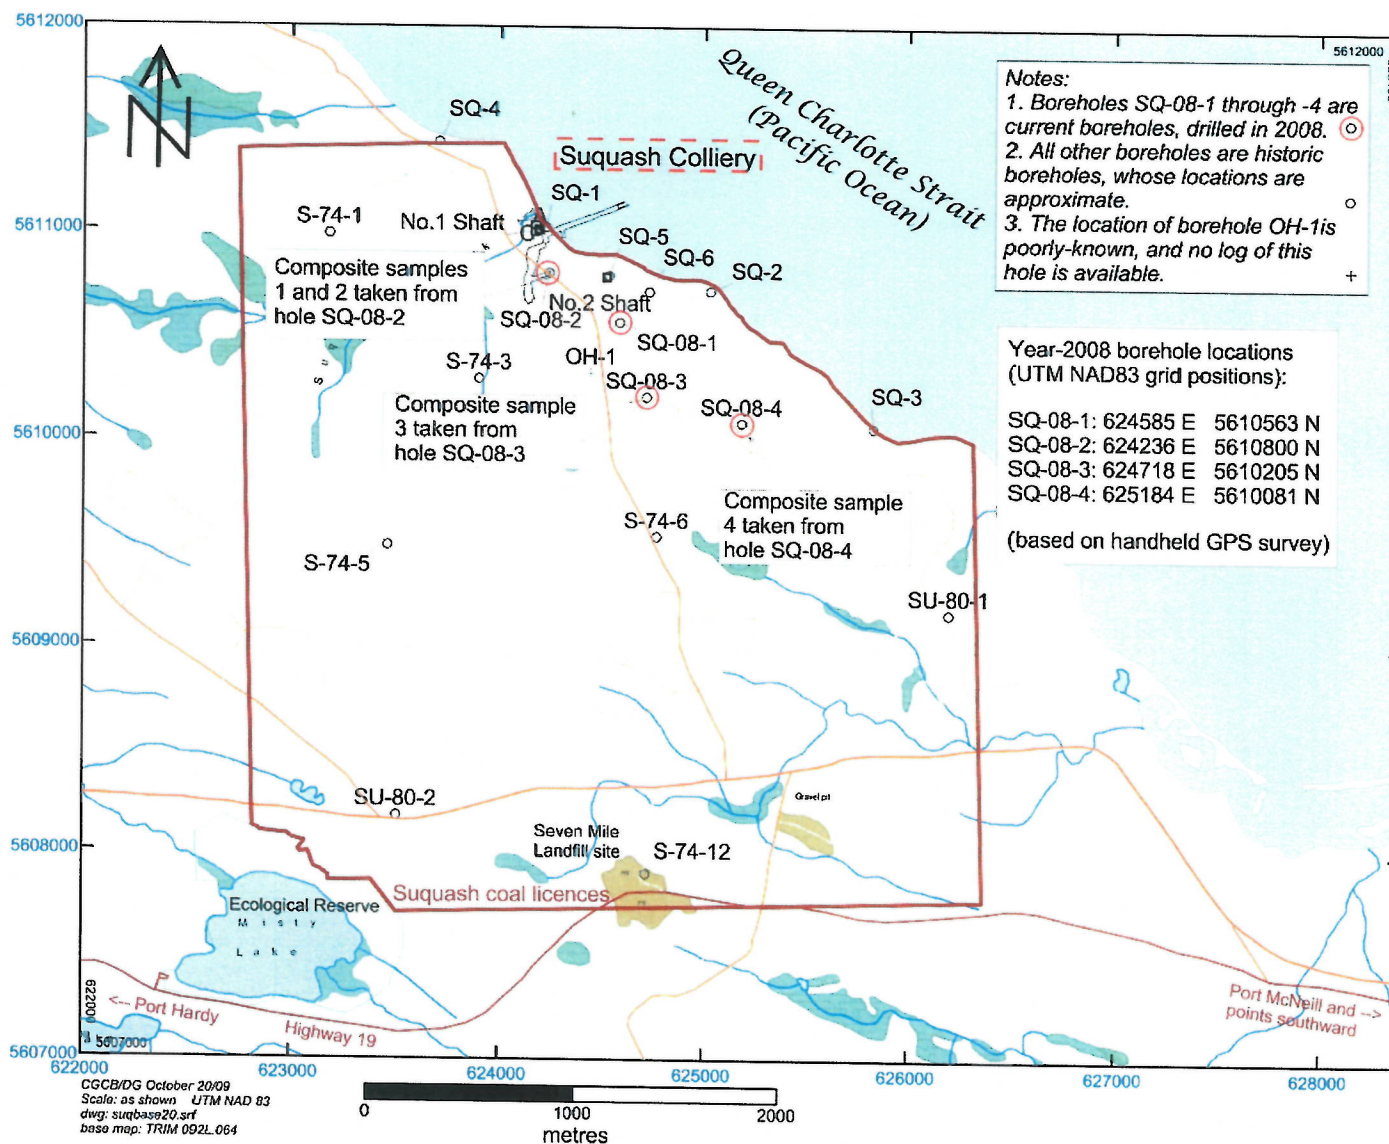 5612000
5612000
Queen Charlotte Strait
(Pacific Ocean)
Notes:
1. Boreholes SQ-08-1 through -4 are
current boreholes, drilled in 2008.
2. All other boreholes are historic
boreholes, whose locations are
approximate.
3. The location of borehole OH-1is
poorly-known, and no log of this
hole is available.
SQ-4
Suquash Colliery
SQ-1
S-74-1
No.1 Shaft
5611000
SQ-5
SQ-6
SQ-2
Composite samples
1 and 2 taken from
hole SQ-08-2
No.2 Shaft
SQ-08-2
SQ-08-1
S u q
k
S-74-3
OH-1
SQ-08-3
SQ-08-4
SQ-3
Composite sample
3 taken from
hole SQ-08-3
5610000
Year-2008 borehole locations
(UTM NAD83 grid positions):
SQ-08-1: 624585 E 5610563 N
SQ-08-2: 624236 E 5610800 N
SQ-08-3: 624718 E 5610205 N
SQ-08-4: 625184 E 5610081 N
(based on handheld GPS survey)
Composite sample
4 taken from
hole SQ-08-4
S-74-6
S-74-5
SU-80-1
5609000
SU-80-2
Gravel pit
Seven Mile
Landfill site
S-74-12
5608000
Suquash coal licences
Ecological Reserve
Misty
Lake
<-- Port Hardy
Highway 19
Port McNeill and -->
points southward
622000
5607000
5607000
622000
623000
624000
625000
626000
627000
628000
CGCB/DG October 20/09
Scale: as shown UTM NAD 83
dwg: suqbase20.srf
base map: TRIM 092L.064
0
1000
2000
metres